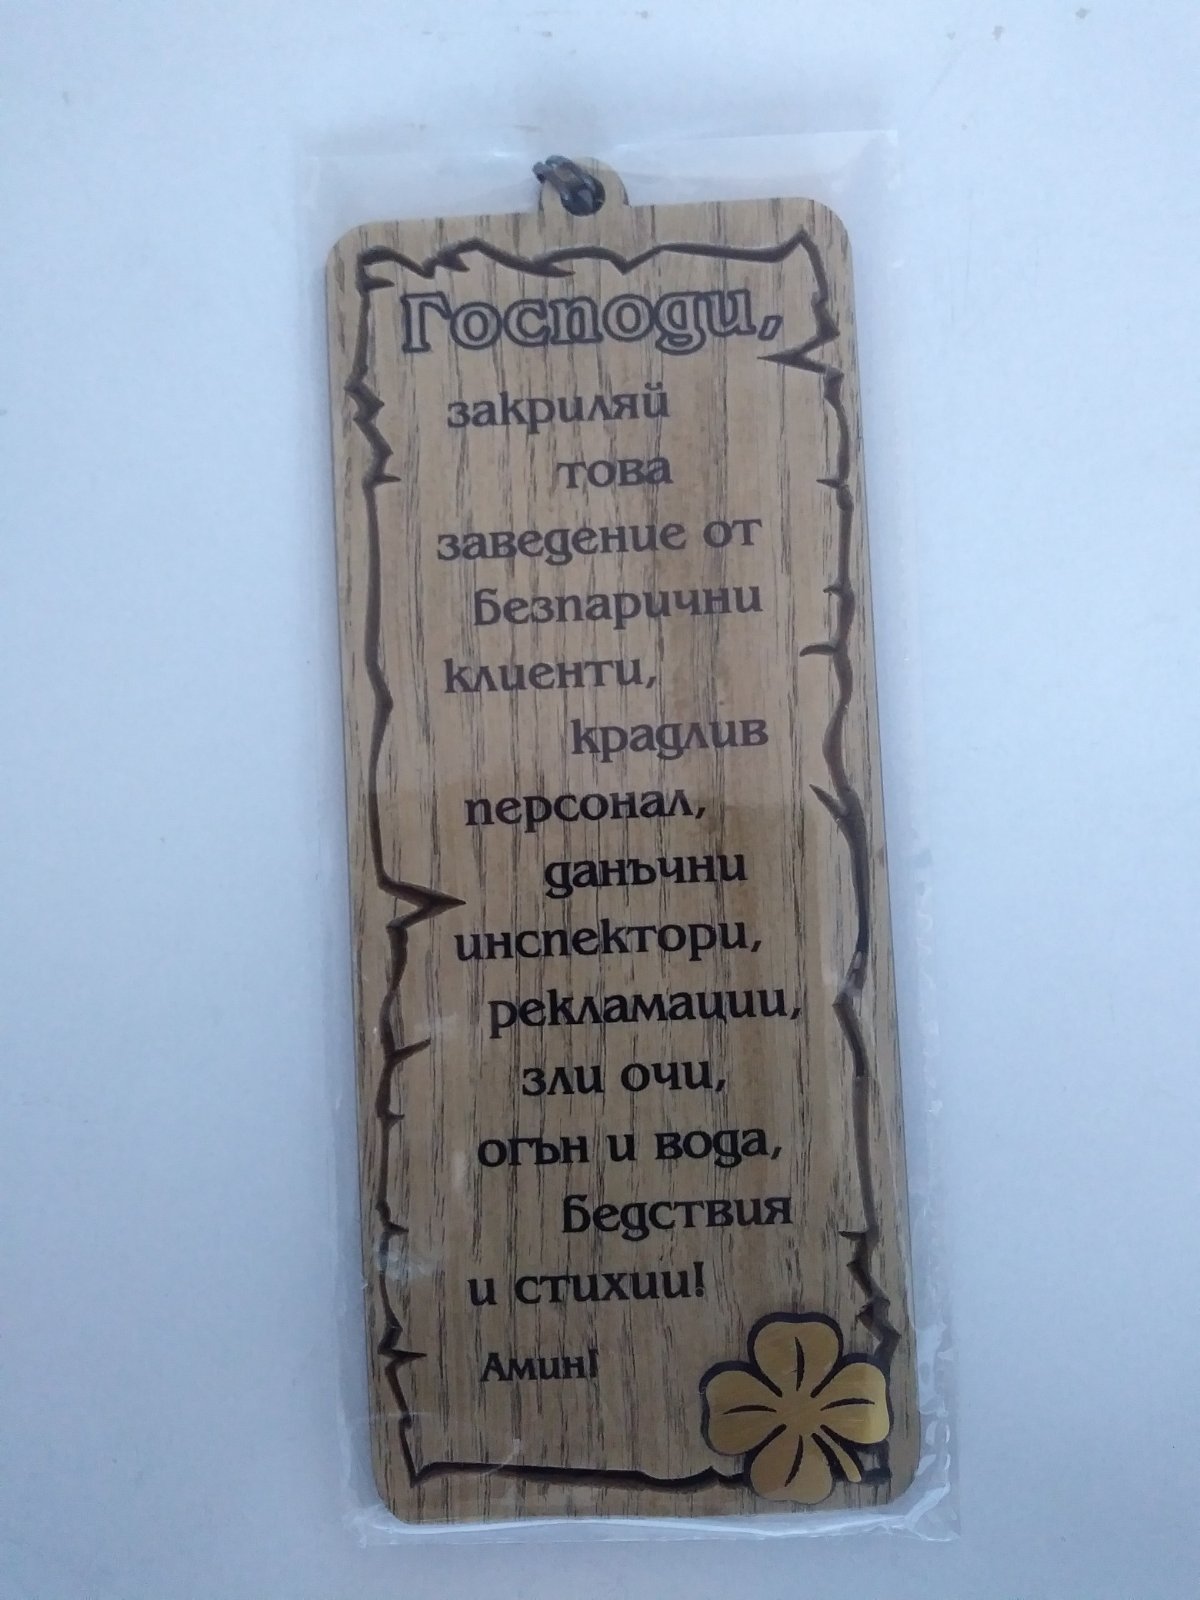 Господи,
закриляй
това
заведение от
безпарични
клиенти,
крадлив
персонал,
данъчни
инспектори,
рекламации,
зли очи,
огън и вода,
бедствия
и стихии!
Амин!